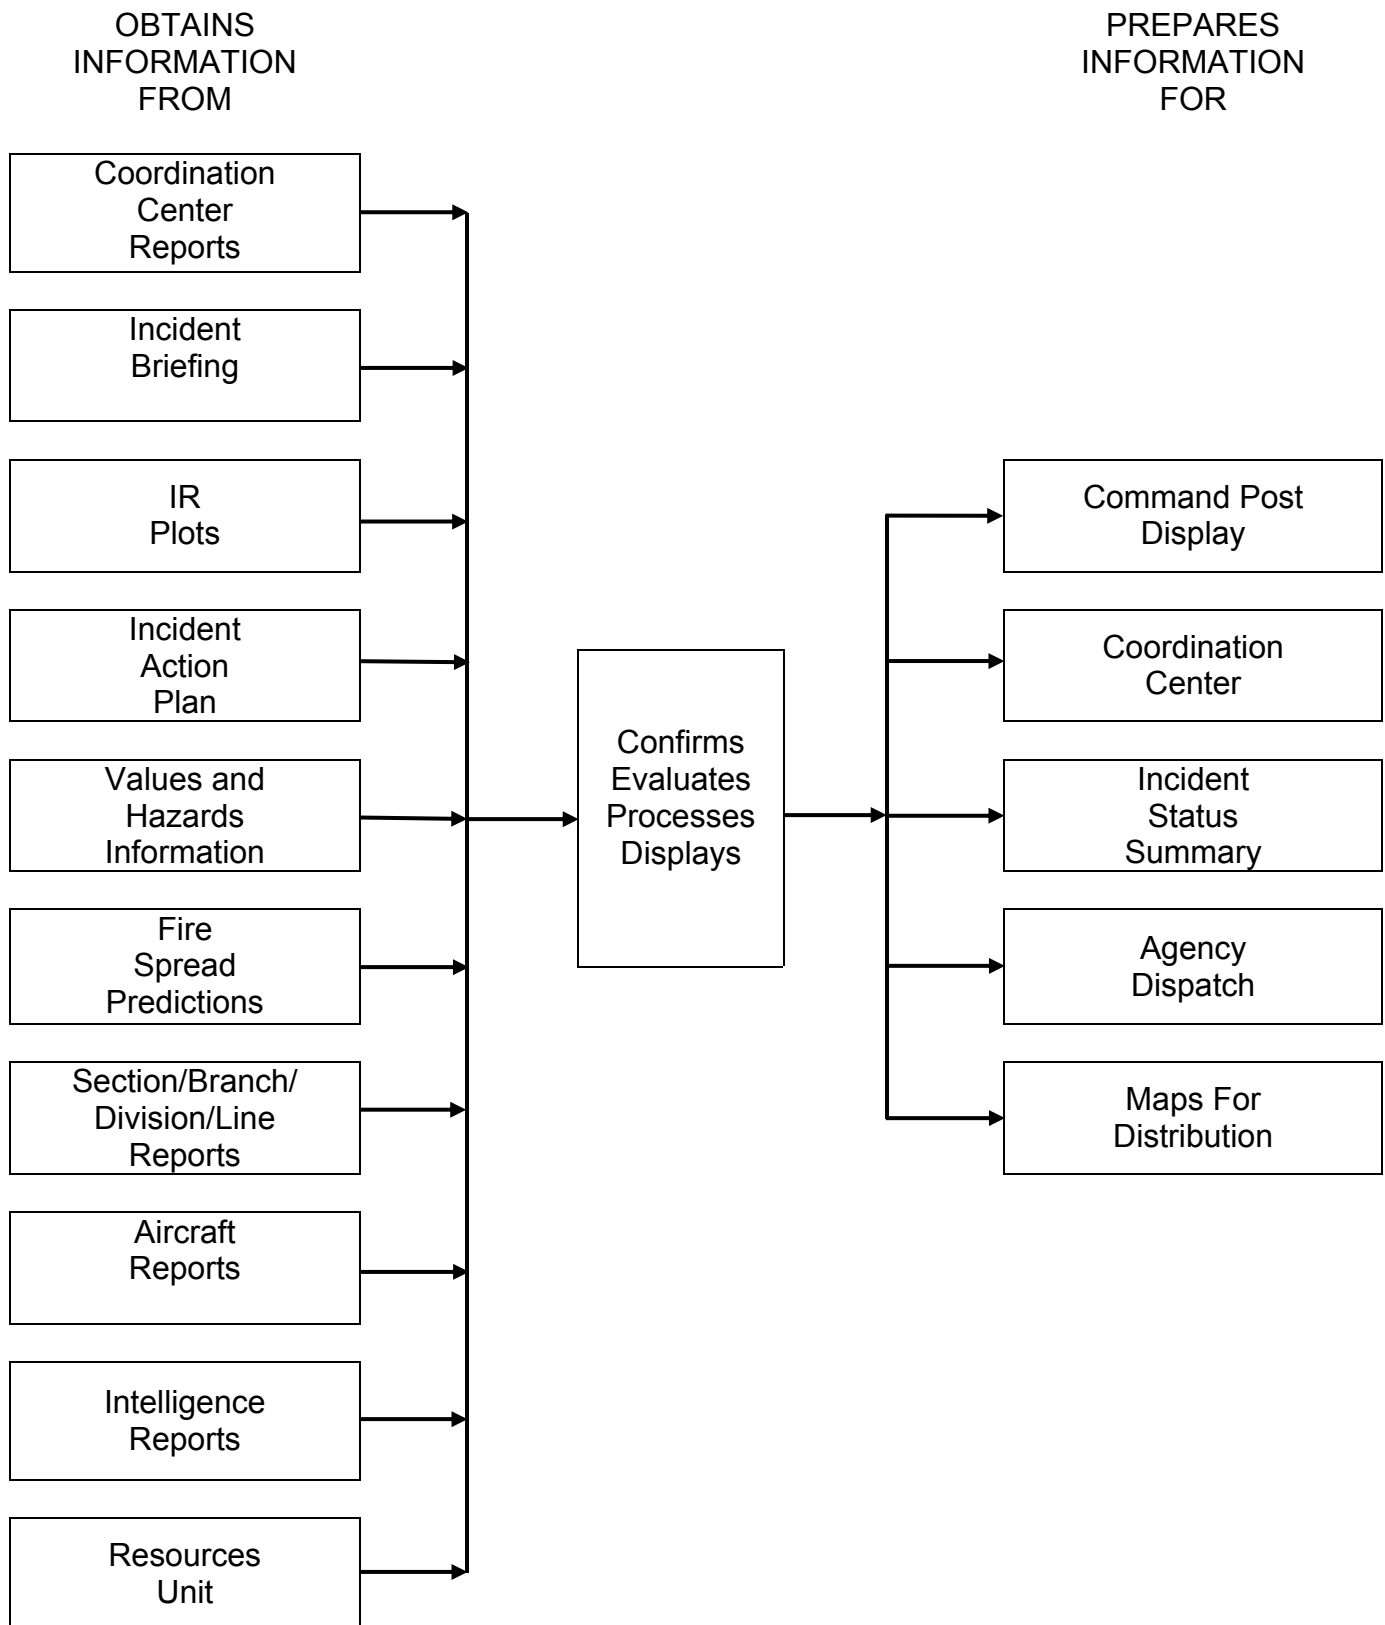 OBTAINS
INFORMATION
FROM
PREPARES
INFORMATION
FOR
Coordination
Center
Reports
Incident
Briefing
IR
Plots
Incident
Action
Plan
Values and
Hazards
Information
Fire
Spread
Predictions
Section/Branch/
Division/Line
Reports
Aircraft
Reports
Intelligence
Reports
Resources
Unit
Confirms
Evaluates
Processes
Displays
Command Post
Display
Coordination
Center
Incident
Status
Summary
Agency
Dispatch
Maps For
Distribution